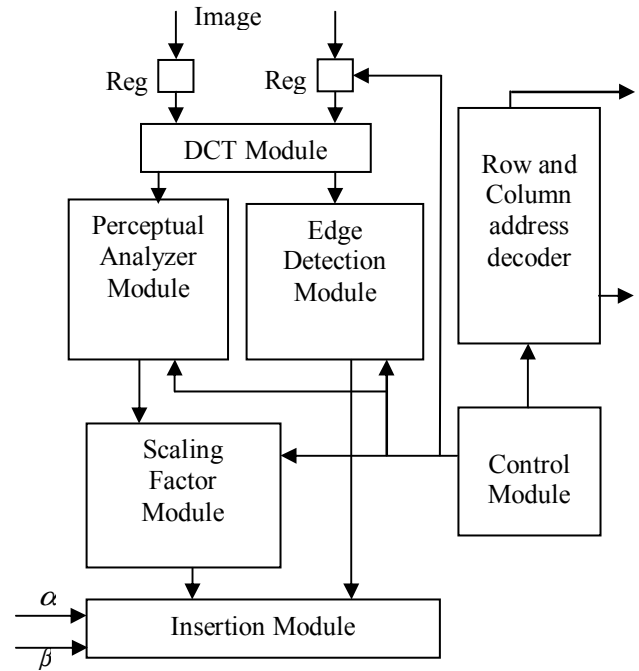 Image
Reg
Reg
DCT Module
Perceptual
Analyzer
Module
Edge
Detection
Module
Row and
Column
address
decoder
Scaling
Factor
Module
Control
Module
α
β
Insertion Module